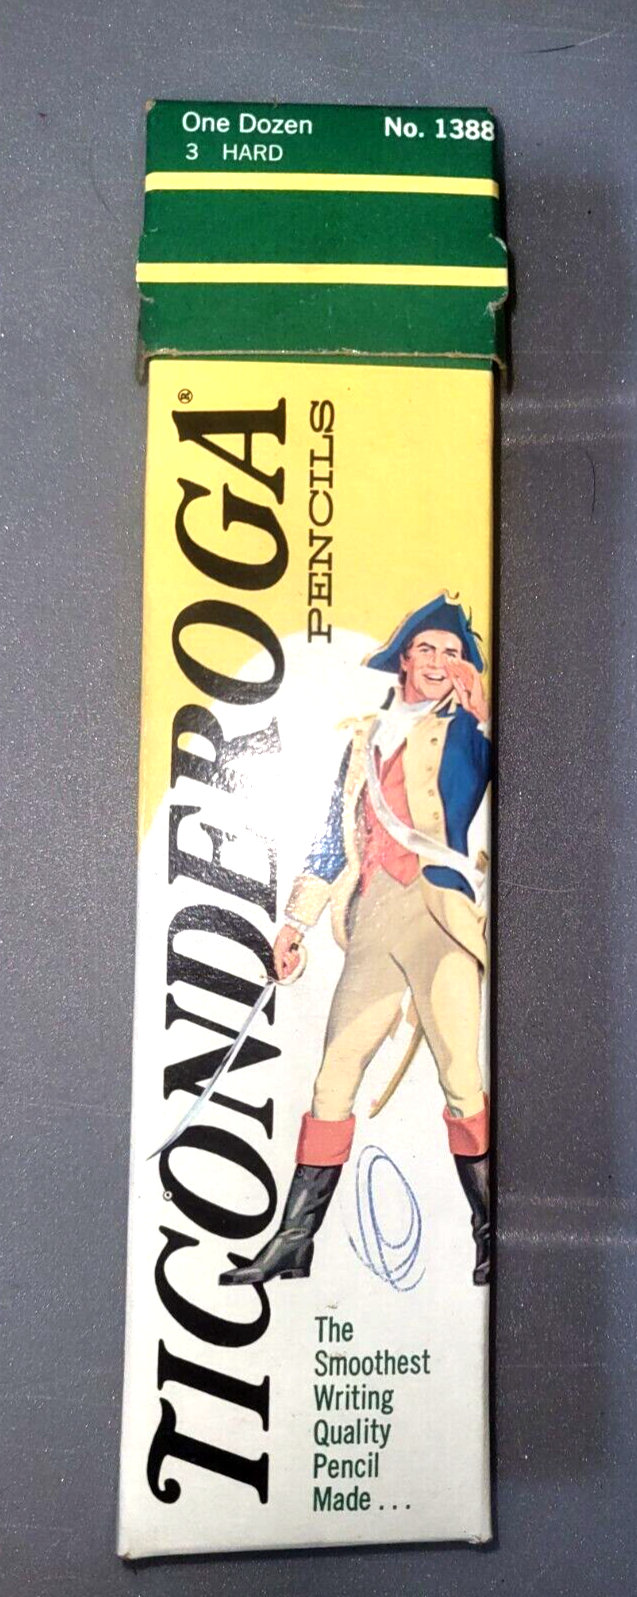 One Dozen No. 1388
3 HARD
TICONDEROGA®
PENCILS
The
Smoothest
Writing
Quality
Pencil
Made...